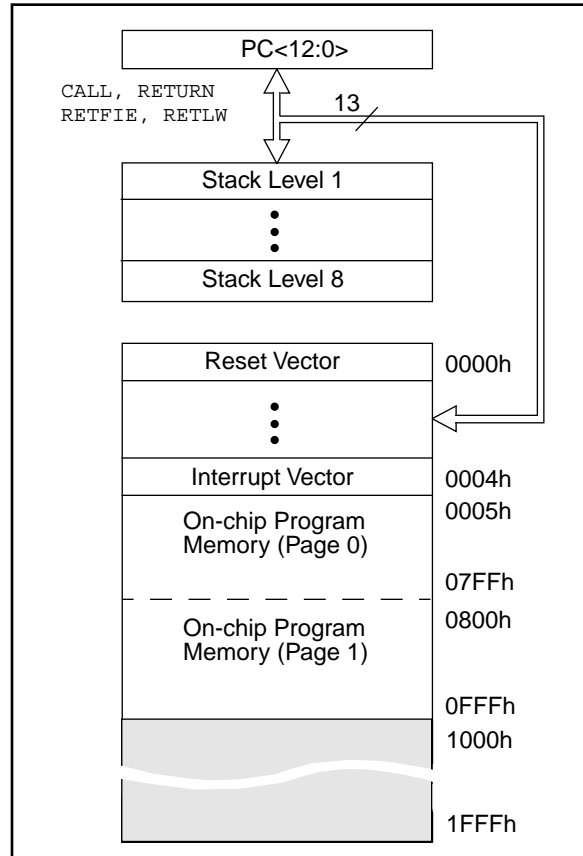 PC<12:0>
CALL, RETURN
RETFIE, RETLW
13
Stack Level 1
Stack Level 8
Reset Vector
0000h
Interrupt Vector
0004h
On-chip Program
Memory (Page 0)
0005h
07FFh
On-chip Program
Memory (Page 1)
0800h
0FFFh
1000h
1FFFh